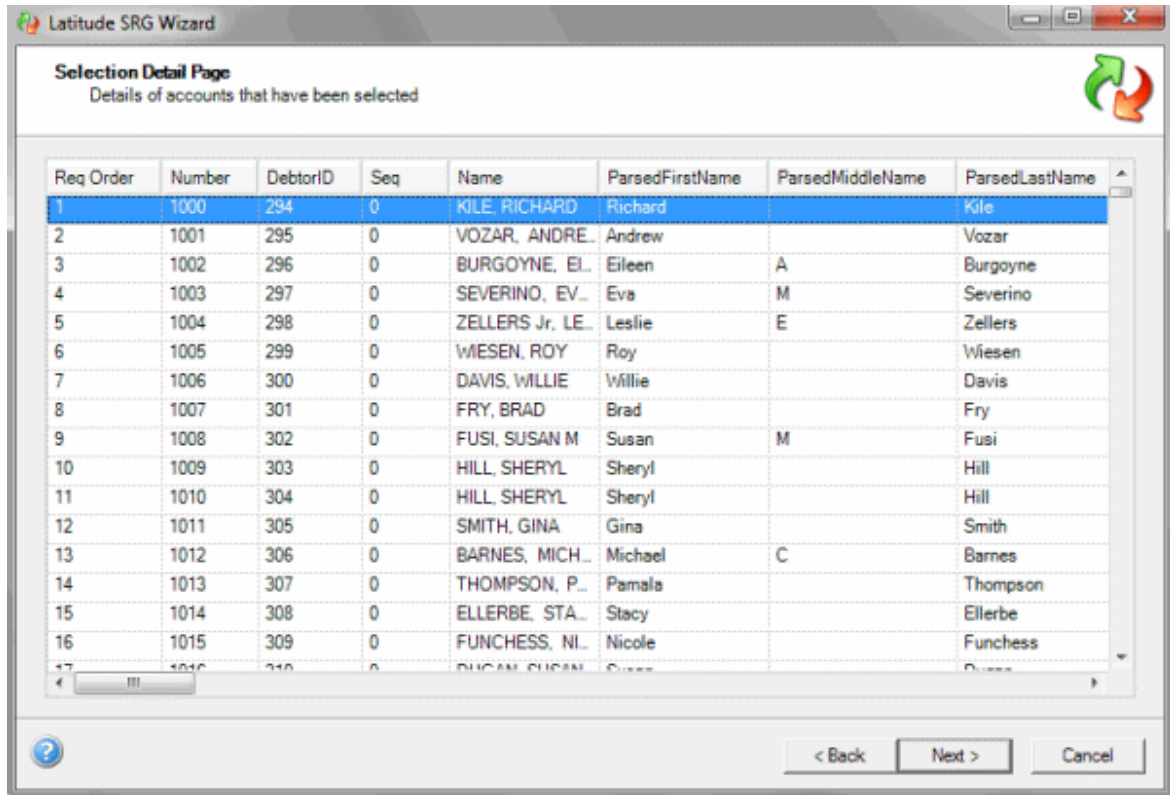 Latitude SRG Wizard
Selection Detail Page
Details of accounts that have been selected
Req Order Number DebtorID Seq Name ParsedFirstName ParsedMiddleName ParsedLastName
1 1000 294 0 KILE, RICHARD Richard Kile
2 1001 295 0 VOZAR, ANDRE... Andrew Vozar
3 1002 296 0 BURGOYNE, EI... Eileen A Burgoyne
4 1003 297 0 SEVERINO, EV... Eva M Severino
5 1004 298 0 ZELLERS Jr, LE... Leslie E Zellers
6 1005 299 0 WIESEN, ROY Roy Wiesen
7 1006 300 0 DAVIS, WILLIE Willie Davis
8 1007 301 0 FRY, BRAD Brad Fry
9 1008 302 0 FUSI, SUSAN M Susan M Fusi
10 1009 303 0 HILL, SHERYL Sheryl Hill
11 1010 304 0 HILL, SHERYL Sheryl Hill
12 1011 305 0 SMITH, GINA Gina Smith
13 1012 306 0 BARNES, MICH... Michael C Barnes
14 1013 307 0 THOMPSON, P... Pamala Thompson
15 1014 308 0 ELLERBE, STA... Stacy Ellerbe
16 1015 309 0 FUNCHESS, NI... Nicole Funchess
17 1016 310 0
< Back Next > Cancel